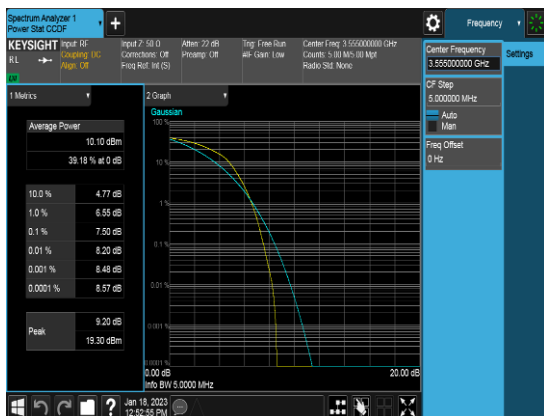 Spectrum Analyzer 1
Power Stat CCDF
Frequency
KEYSIGHT
RL
Input: RF
Coupling: DC
Align: Off
Input Z: 50 Ω
Corrections: Off
Freq Ref: Int (S)
Atten: 22 dB
Preamp: Off
Trig: Free Run
#IF Gain: Low
Center Freq: 3.555000000 GHz
Counts: 5.00 M/5.00 Mpt
Radio Std: None
Center Frequency
3.555000000 GHz
Settings
CF Step
5.000000 MHz
Auto
Man
Freq Offset
0 Hz
1 Metrics
Average Power
10.10 dBm
39.18 % at 0 dB
10.0 % 4.77 dB
1.0 % 6.55 dB
0.1 % 7.50 dB
0.01 % 8.20 dB
0.001 % 8.48 dB
0.0001 % 8.57 dB
Peak
9.20 dB
19.30 dBm
2 Graph
Gaussian
100 %
10 %
1 %
0.1 %
0.01 %
0.001 %
0.0001 %
0.00 dB
20.00 dB
Info BW 5.0000 MHz
?
Jan 18, 2023
12:52:55 PM